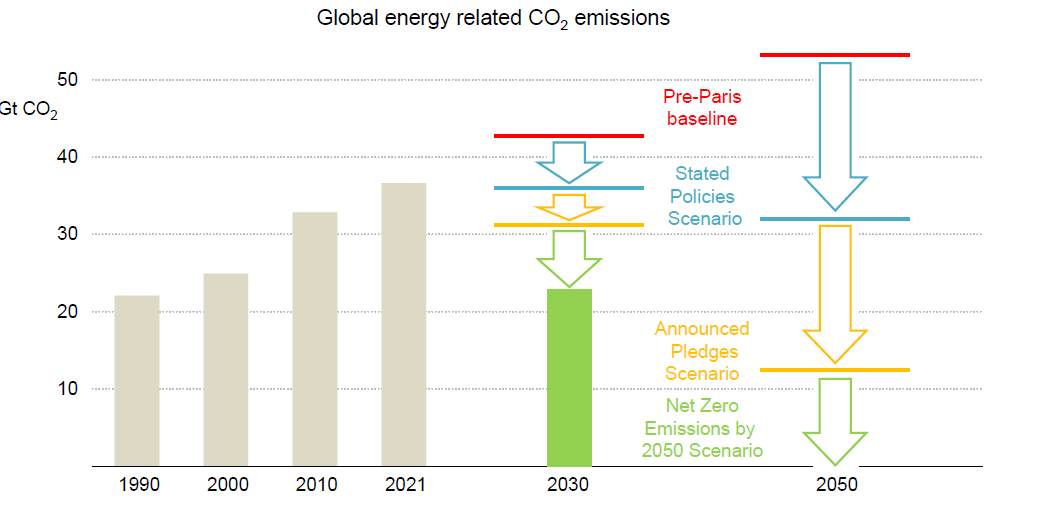 Global energy related CO₂ emissions
50
Gt CO₂
40
30
20
10
Pre-Paris
baseline
Stated
Policies
Scenario
Announced
Pledges
Scenario
Net Zero
Emissions by
2050 Scenario
1990 2000 2010 2021 2030 2050